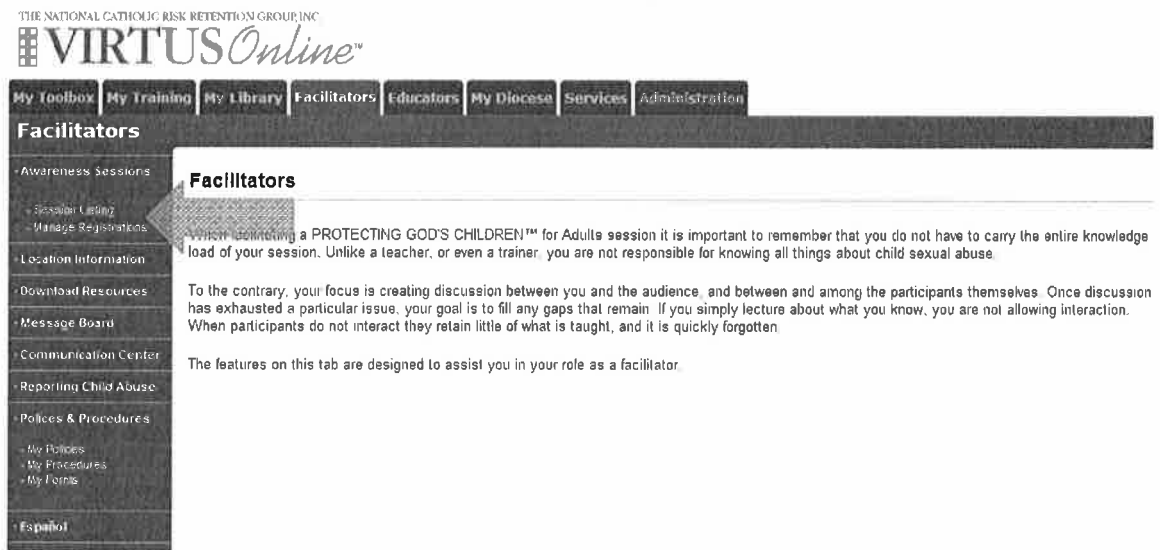 THE NATIONAL CATHOLIC RISK RETENTION GROUP, INC
VIRTUS Online™
My Toolbox My Training My Library Facilitators Educators My Diocese Services Administration
Facilitators
Awareness Sessions
- Session Listing
- Manage Registrations
Location Information
Download Resources
Message Board
Communication Center
Reporting Child Abuse
Polices & Procedures
- My Polices
- My Procedures
- My Forms
Español
Facilitators
When a PROTECTING GOD'S CHILDREN™ for Adults session it is important to remember that you do not have to carry the entire knowledge
load of your session. Unlike a teacher, or even a trainer, you are not responsible for knowing all things about child sexual abuse.
To the contrary, your focus is creating discussion between you and the audience, and between and among the participants themselves. Once discussion
has exhausted a particular issue, your goal is to fill any gaps that remain. If you simply lecture about what you know, you are not allowing interaction.
When participants do not interact they retain little of what is taught, and it is quickly forgotten.
The features on this tab are designed to assist you in your role as a facilitator.